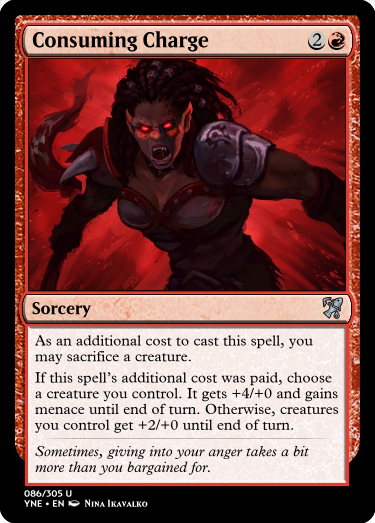 Consuming Charge 2
Sorcery
As an additional cost to cast this spell, you
may sacrifice a creature.
If this spell's additional cost was paid, choose
a creature you control. It gets +4/+0 and gains
menace until end of turn. Otherwise, creatures
you control get +2/+0 until end of turn.
Sometimes, giving into your anger takes a bit
more than you bargained for.
086/305 U
YNE • EN Nina Ikavalko